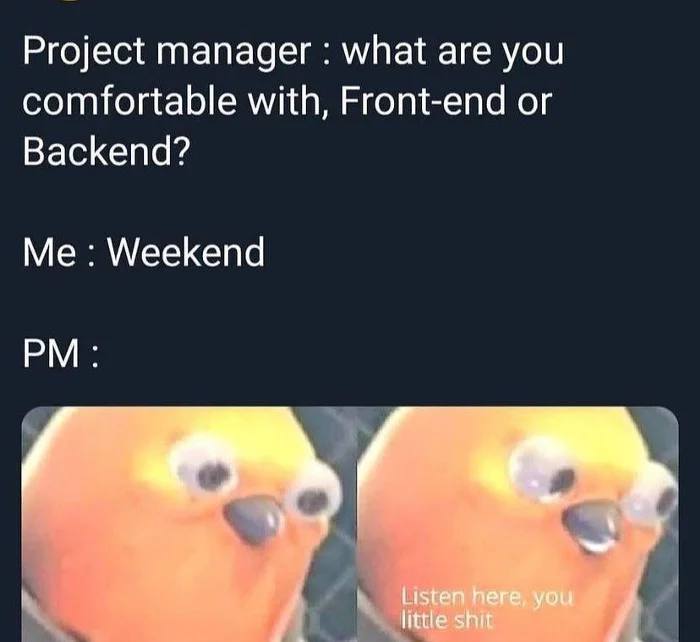 Project manager : what are you
comfortable with, Front-end or
Backend?
Me : Weekend
PM :
Listen here, you
little shit